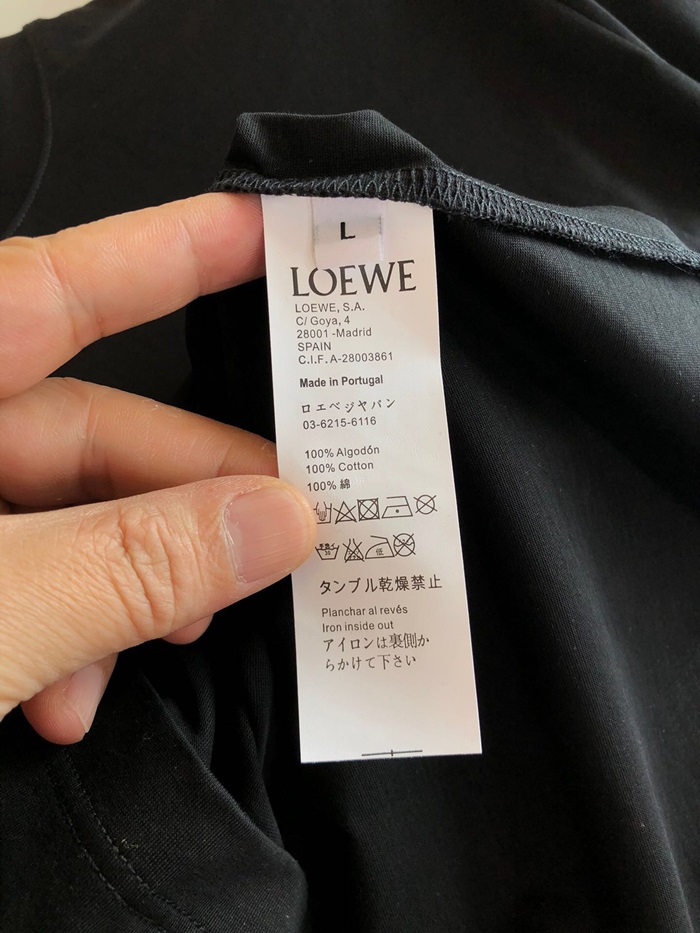 L
LOEWE
LOEWE, S.A.
C/ Goya, 4
28001 -Madrid
SPAIN
C.I.F. A-28003861
Made in Portugal
ロエベジャパン
03-6215-6116
100% Algodón
100% Cotton
100% 綿
低
タンブル乾燥禁止
Planchar al revés
Iron inside out
アイロンは裏側か
らかけて下さい